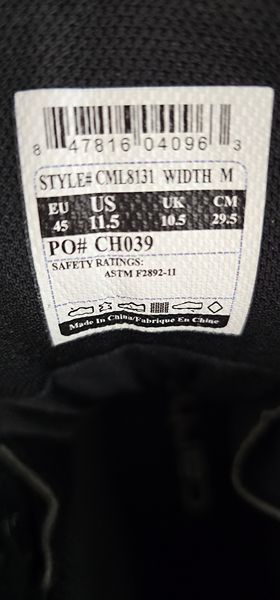 8 47816 04096 3
STYLE# CML8131 WIDTH M
EU US UK CM
45 11.5 10.5 29.5
PO# CH039
SAFETY RATINGS:
ASTM F2892-11
Made In China/Fabrique En Chine